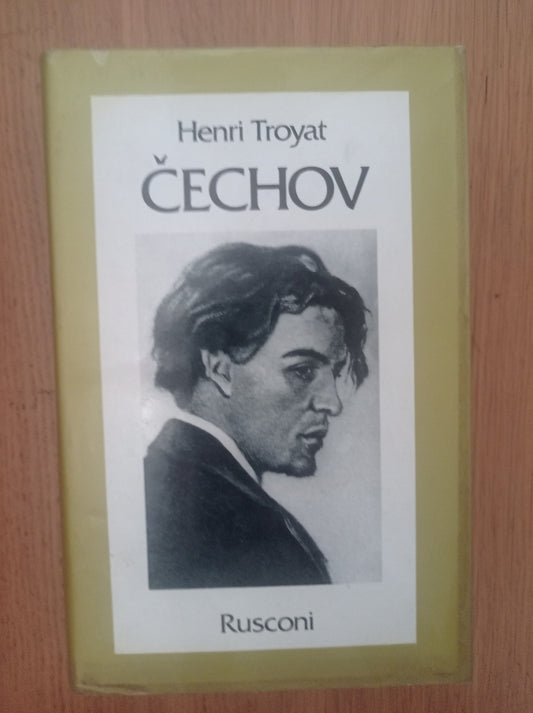 Henri Troyat
ČECHOV
Rusconi